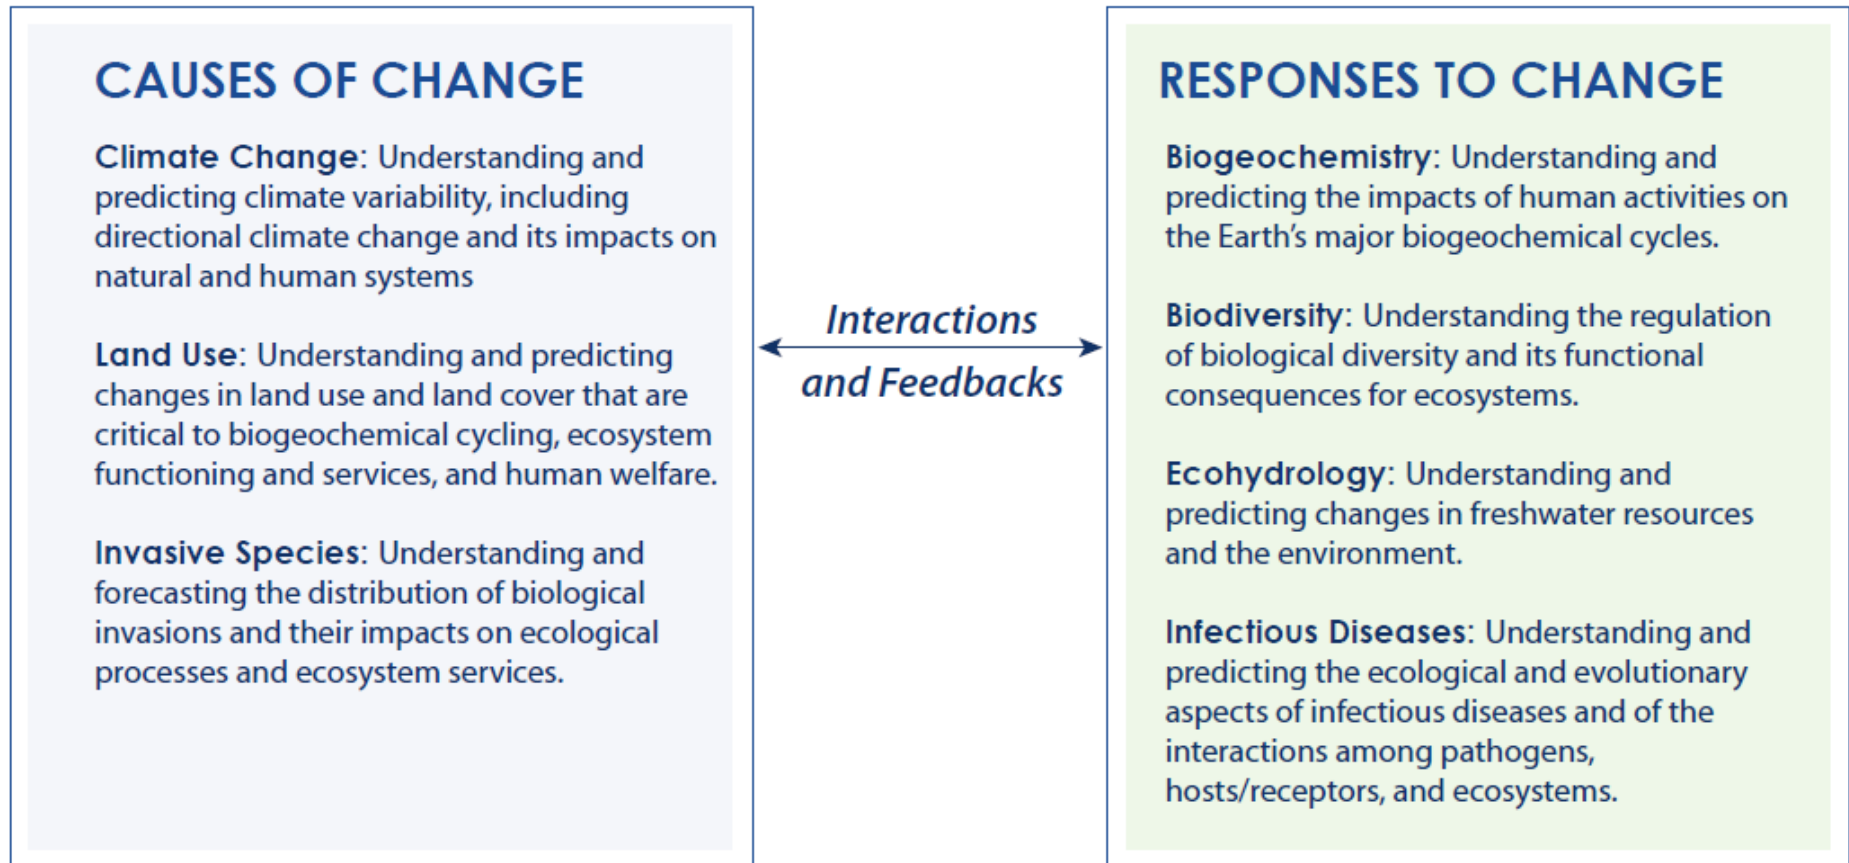 CAUSES OF CHANGE
Climate Change: Understanding and
predicting climate variability, including
directional climate change and its impacts on
natural and human systems
Land Use: Understanding and predicting
changes in land use and land cover that are
critical to biogeochemical cycling, ecosystem
functioning and services, and human welfare.
Invasive Species: Understanding and
forecasting the distribution of biological
invasions and their impacts on ecological
processes and ecosystem services.
Interactions
and Feedbacks
RESPONSES TO CHANGE
Biogeochemistry: Understanding and
predicting the impacts of human activities on
the Earth’s major biogeochemical cycles.
Biodiversity: Understanding the regulation
of biological diversity and its functional
consequences for ecosystems.
Ecohydrology: Understanding and
predicting changes in freshwater resources
and the environment.
Infectious Diseases: Understanding and
predicting the ecological and evolutionary
aspects of infectious diseases and of the
interactions among pathogens,
hosts/receptors, and ecosystems.